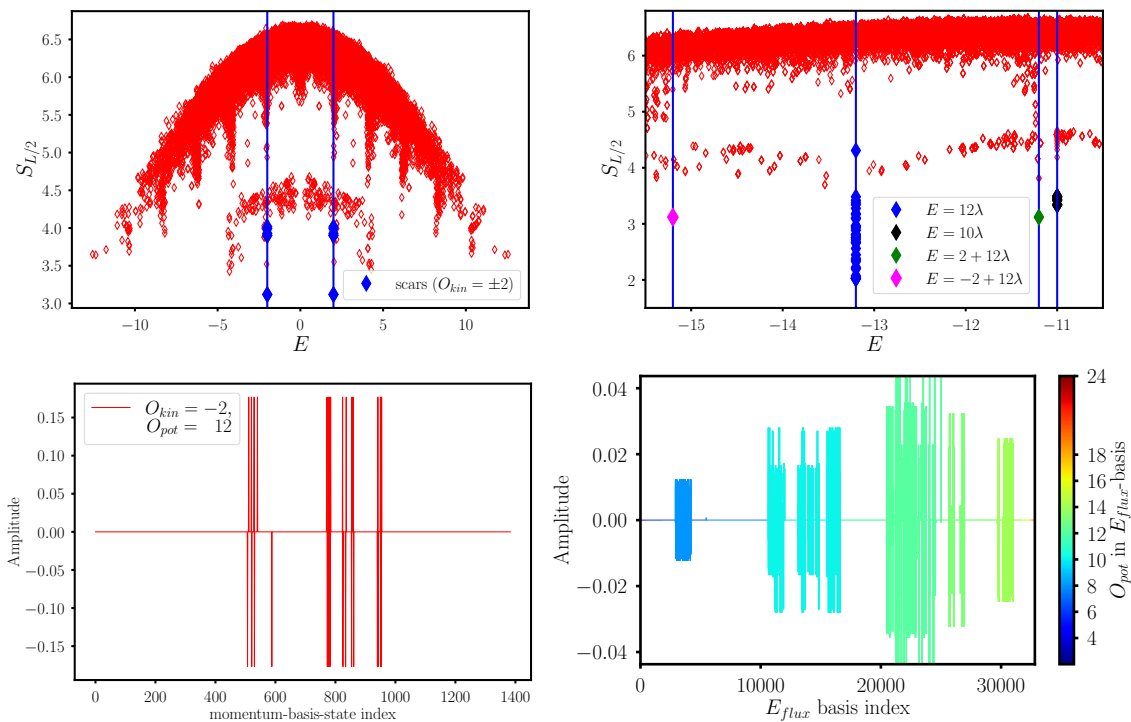 6.5
6.0
5.5
5.0
4.5
4.0
3.5
3.0
S_{L/2}
−10 −5 0 5 10
E
scars (O_{kin} = ±2)
6
5
4
3
2
S_{L/2}
−15 −14 −13 −12 −11
E
E = 12λ
E = 10λ
E = 2 + 12λ
E = −2 + 12λ
0.15
0.10
0.05
0.00
−0.05
−0.10
−0.15
Amplitude
0 200 400 600 800 1000 1200 1400
momentum-basis-state index
O_{kin} = −2,
O_{pot} = 12
0.04
0.02
0.00
−0.02
−0.04
Amplitude
0 10000 20000 30000
E_{flux} basis index
24
18
16
14
12
10
8
6
4
O_{pot} in E_{flux}-basis